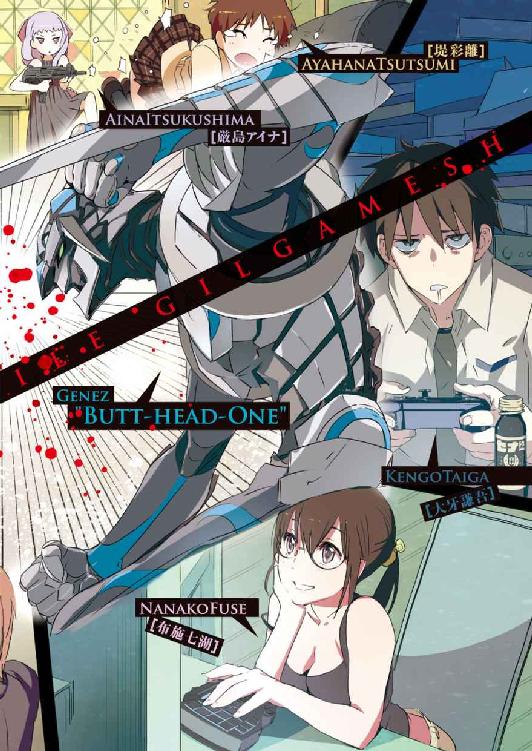 [堤彩離]
AYAHANATSUTSUMI
AINAITSUKUSHIMA
[厳島アイナ]
IEE GILGAMESH
GENEZ
"BUTT-HEAD-ONE"
KENGOTAIGA
[大牙謙吾]
NANAKOFUSE
[布施七湖]